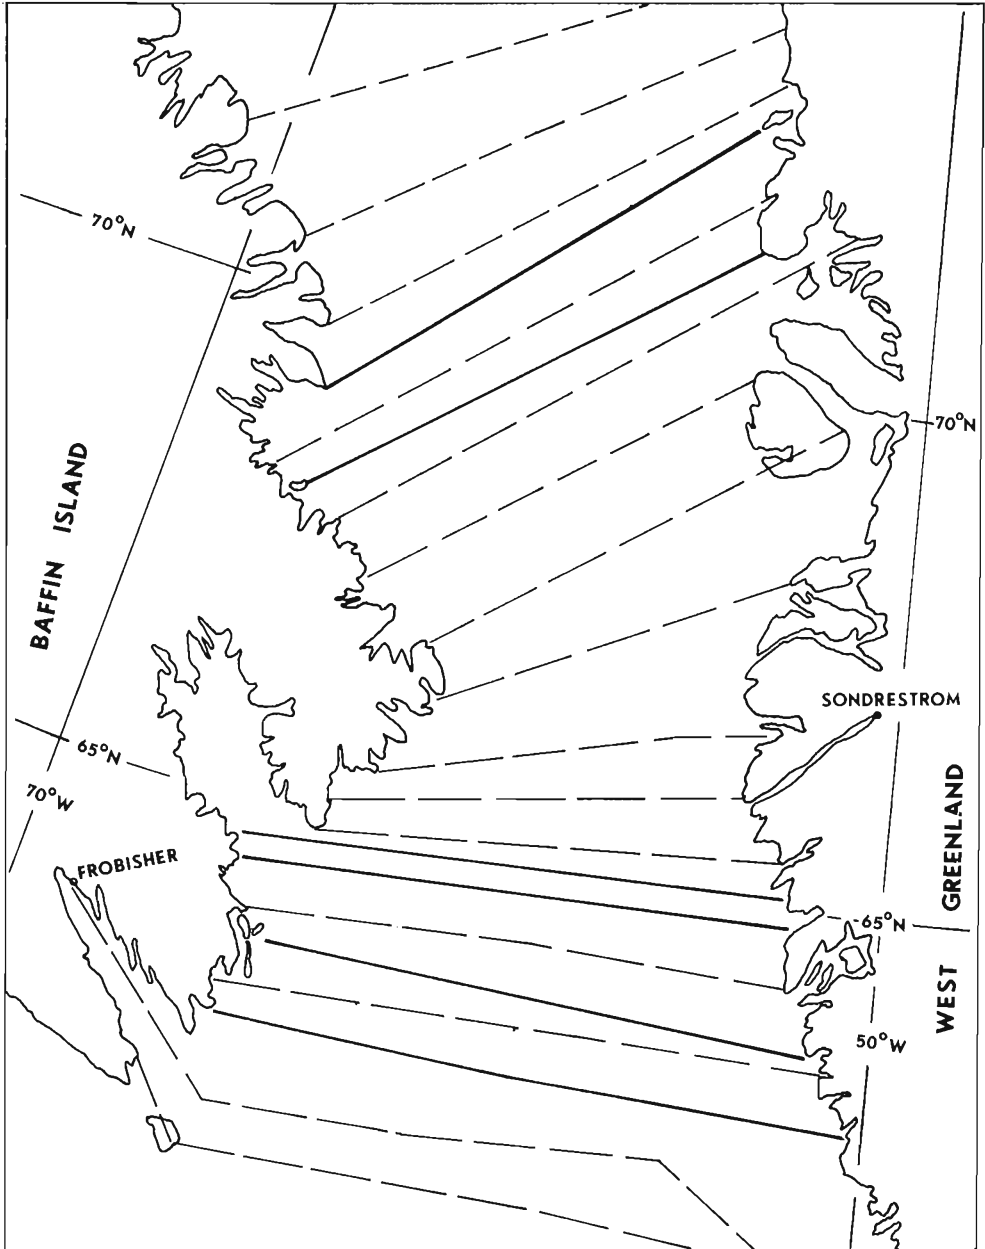 70°N
70°N
BAFFIN ISLAND
SONDRESTROM
65°N
70°W
FROBISHER
WEST GREENLAND
65°N
50°W